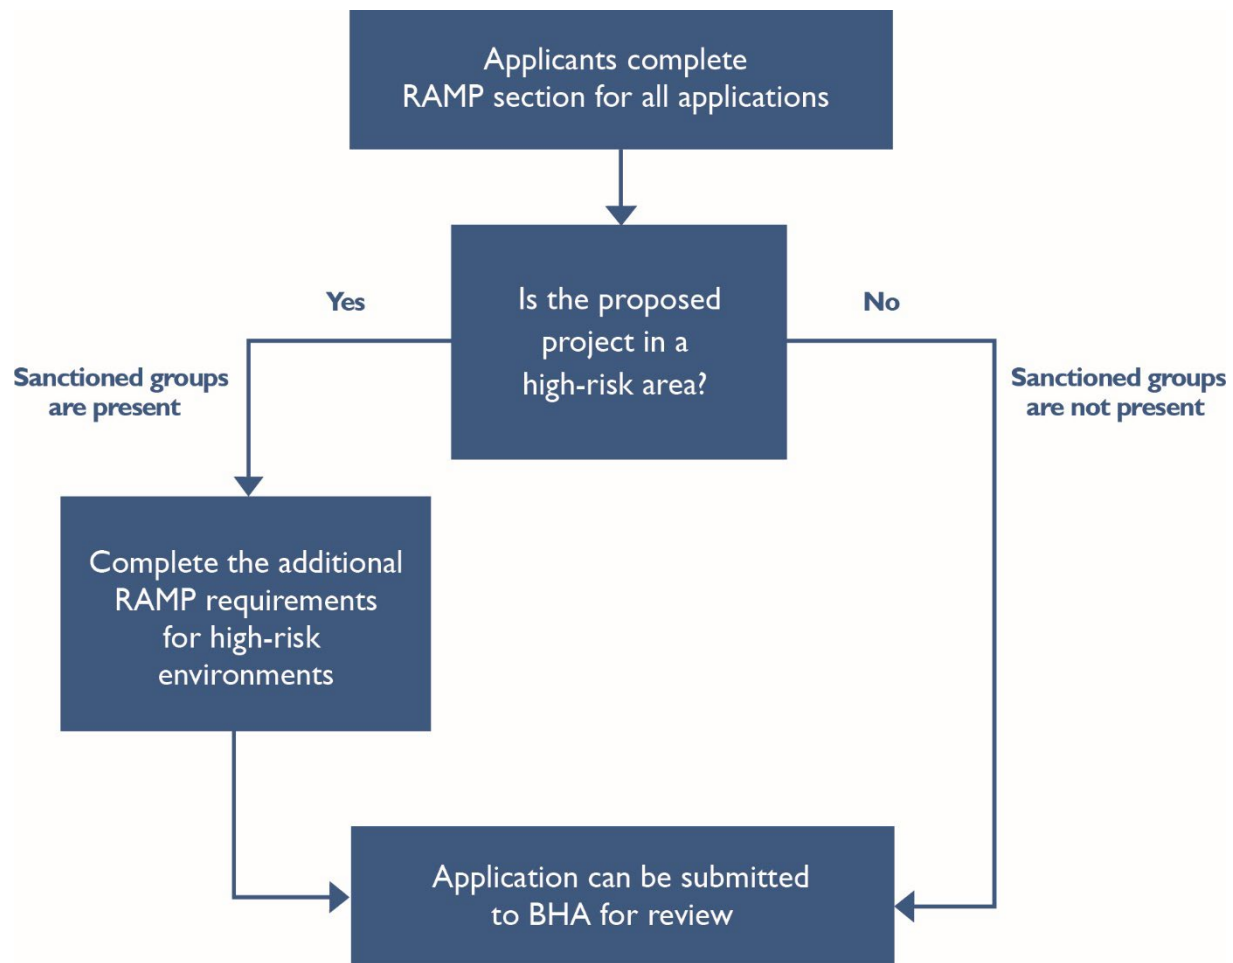 Applicants complete
RAMP section for all applications
Is the proposed
project in a
high-risk area?
Yes
No
Sanctioned groups
are present
Sanctioned groups
are not present
Complete the additional
RAMP requirements
for high-risk
environments
Application can be submitted
to BHA for review